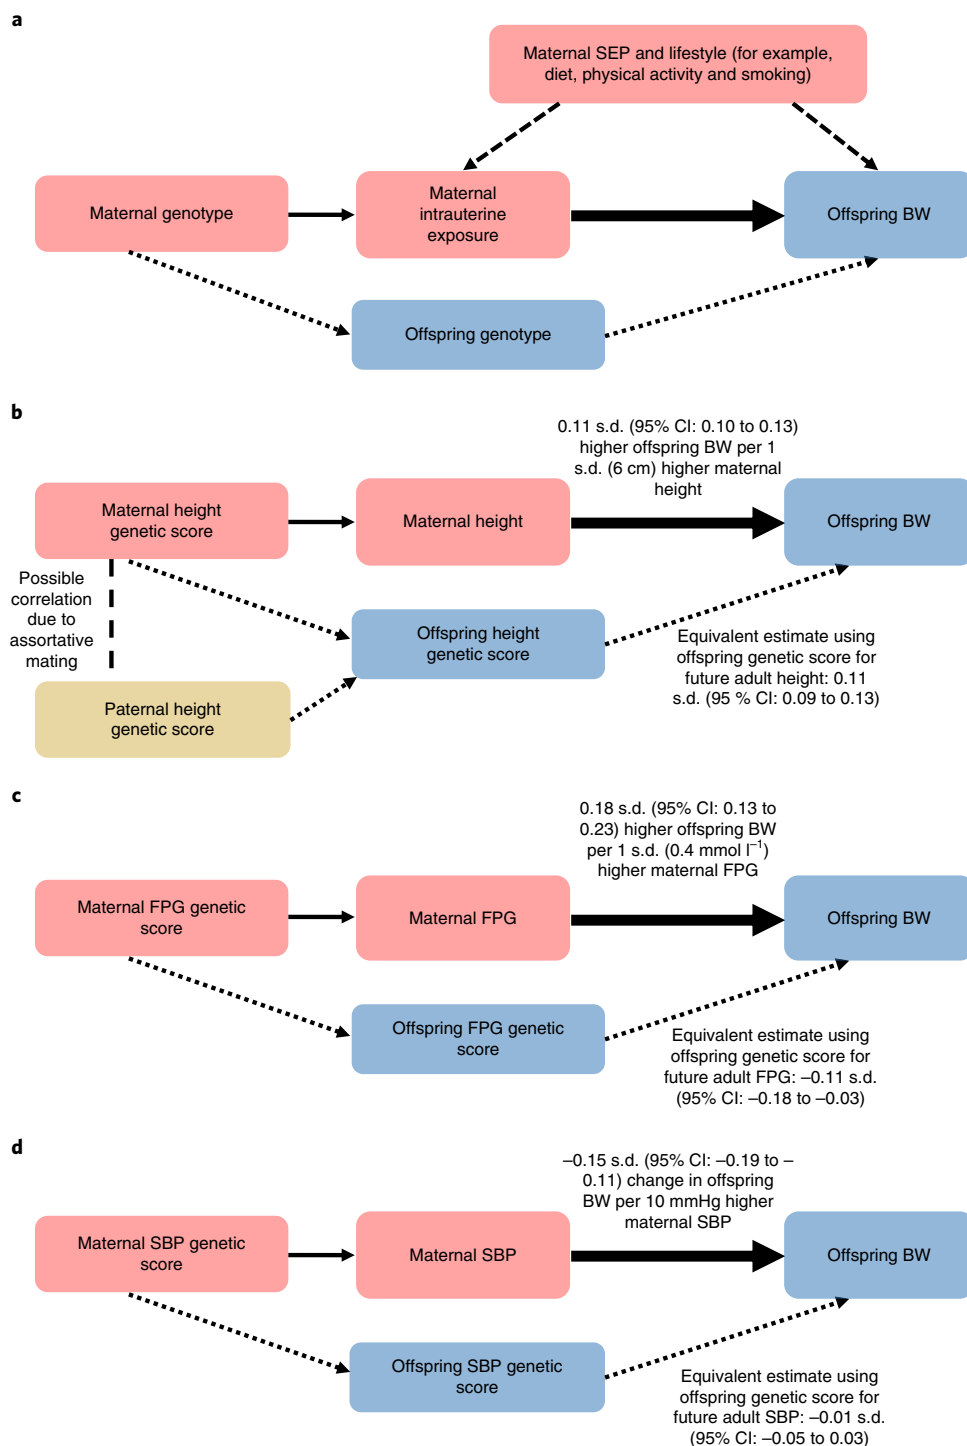 a
Maternal SEP and lifestyle (for example,
diet, physical activity and smoking)
Maternal genotype
Maternal
intrauterine
exposure
Offspring BW
Offspring genotype
b
0.11 s.d. (95% CI: 0.10 to 0.13)
higher offspring BW per 1
s.d. (6 cm) higher maternal
height
Maternal height
genetic score
Maternal height
Offspring BW
Possible
correlation
due to
assortative
mating
Offspring height
genetic score
Equivalent estimate using
offspring genetic score for
future adult height: 0.11
s.d. (95 % CI: 0.09 to 0.13)
Paternal height
genetic score
c
0.18 s.d. (95% CI: 0.13 to
0.23) higher offspring BW
per 1 s.d. (0.4 mmol l⁻¹)
higher maternal FPG
Maternal FPG genetic
score
Maternal FPG
Offspring BW
Offspring FPG genetic
score
Equivalent estimate using
offspring genetic score for
future adult FPG: –0.11 s.d.
(95% CI: –0.18 to –0.03)
d
–0.15 s.d. (95% CI: –0.19 to –
0.11) change in offspring
BW per 10 mmHg higher
maternal SBP
Maternal SBP genetic
score
Maternal SBP
Offspring BW
Offspring SBP genetic
score
Equivalent estimate using
offspring genetic score for
future adult SBP: –0.01 s.d.
(95% CI: –0.05 to 0.03)